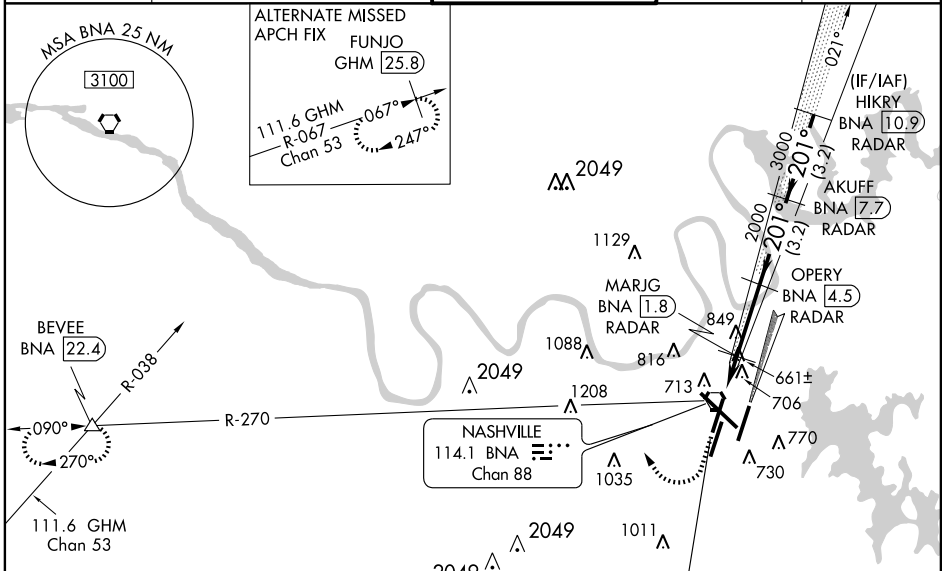 MSA BNA 25 NM
3100
ALTERNATE MISSED
APCH FIX
FUNJO
GHM 25.8
111.6 GHM
R-067
Chan 53
067°
247°
021°
(IF/IAF)
HIKRY
BNA 10.9
RADAR
3000
201°
(3.2)
AKUFF
BNA 7.7
RADAR
2000
201°
(3.2)
OPERY
BNA 4.5
RADAR
2049
1129
MARJG
BNA 1.8
RADAR
849
816
1088
661±
706
713
2049
1208
BEVEE
BNA 22.4
R-038
R-270
090°
270°
NASHVILLE
114.1 BNA
Chan 88
770
730
1035
111.6 GHM
Chan 53
2049
1011
2049